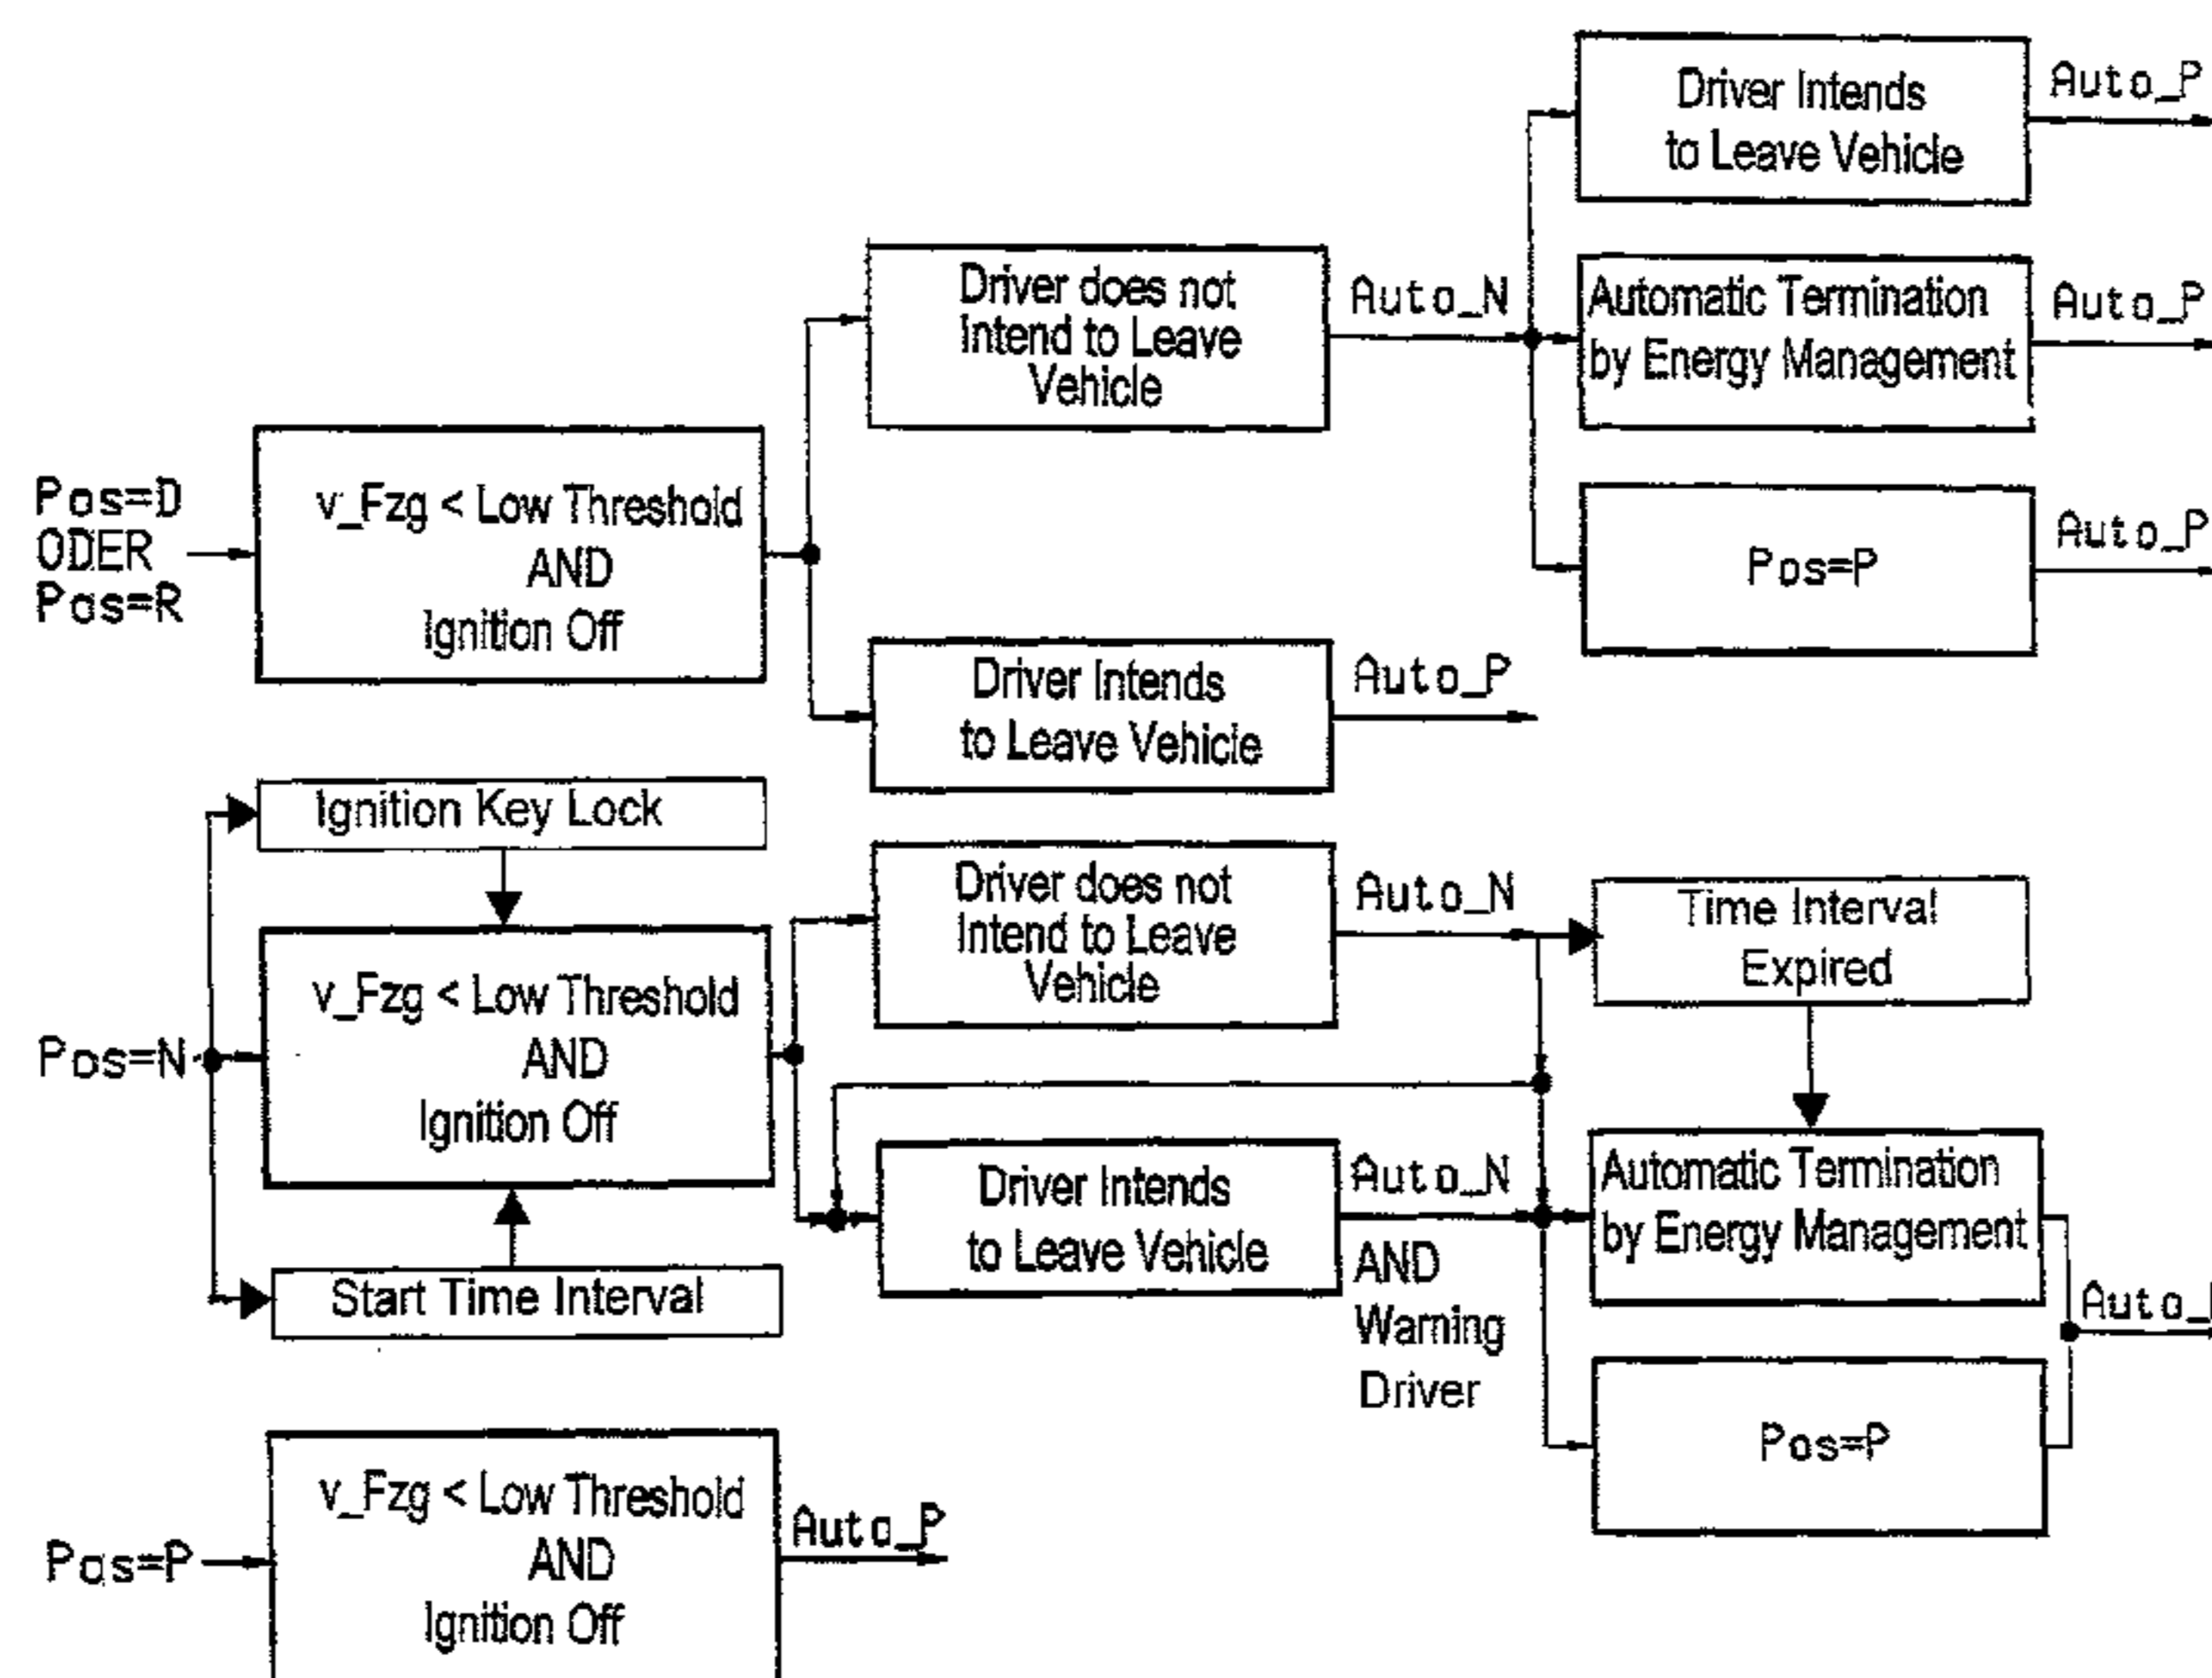 Driver Intends
to Leave Vehicle
Auto_P
Driver does not
Intend to Leave
Vehicle
Auto_N
Automatic Termination
by Energy Management
Auto_P
Pos=D
ODER
Pos=R
v_Fzg < Low Threshold
AND
Ignition Off
Pos=P
Auto_P
Driver Intends
to Leave Vehicle
Auto_P
Ignition Key Lock
Driver does not
Intend to Leave
Vehicle
Auto_N
Time Interval
Expired
Pos=N
v_Fzg < Low Threshold
AND
Ignition Off
Driver Intends
to Leave Vehicle
Auto_N
AND
Warning
Driver
Automatic Termination
by Energy Management
Start Time Interval
Auto_
Pos=P
Pos=P
v_Fzg < Low Threshold
AND
Ignition Off
Auto_P